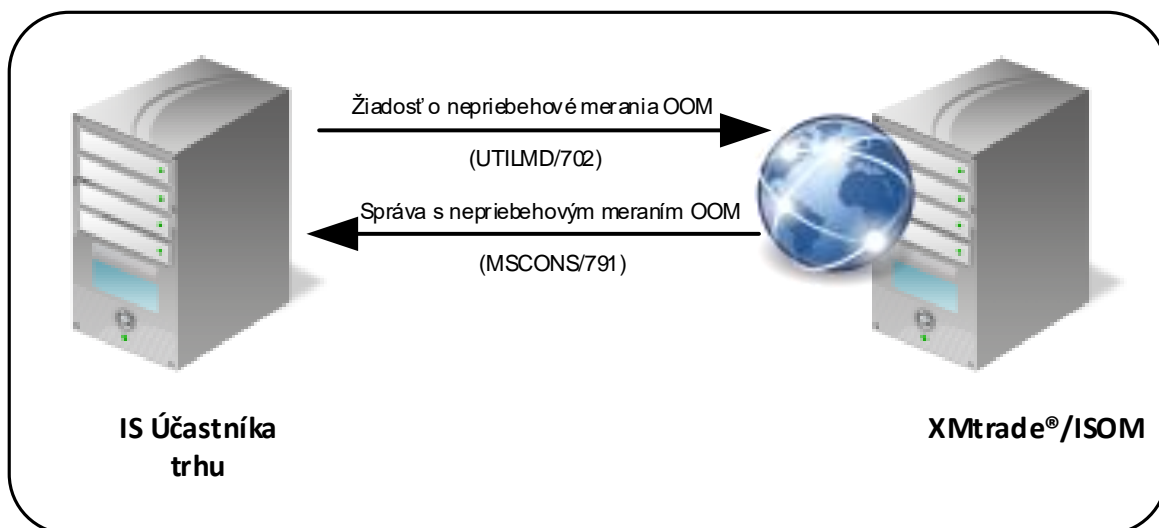 Žiadosť o nepriebehové merania OOM
(UTILMD/702)
Správa s nepriebehovým meraním OOM
(MSCONS/791)
IS Účastníka
trhu
XMtrade®/ISOM